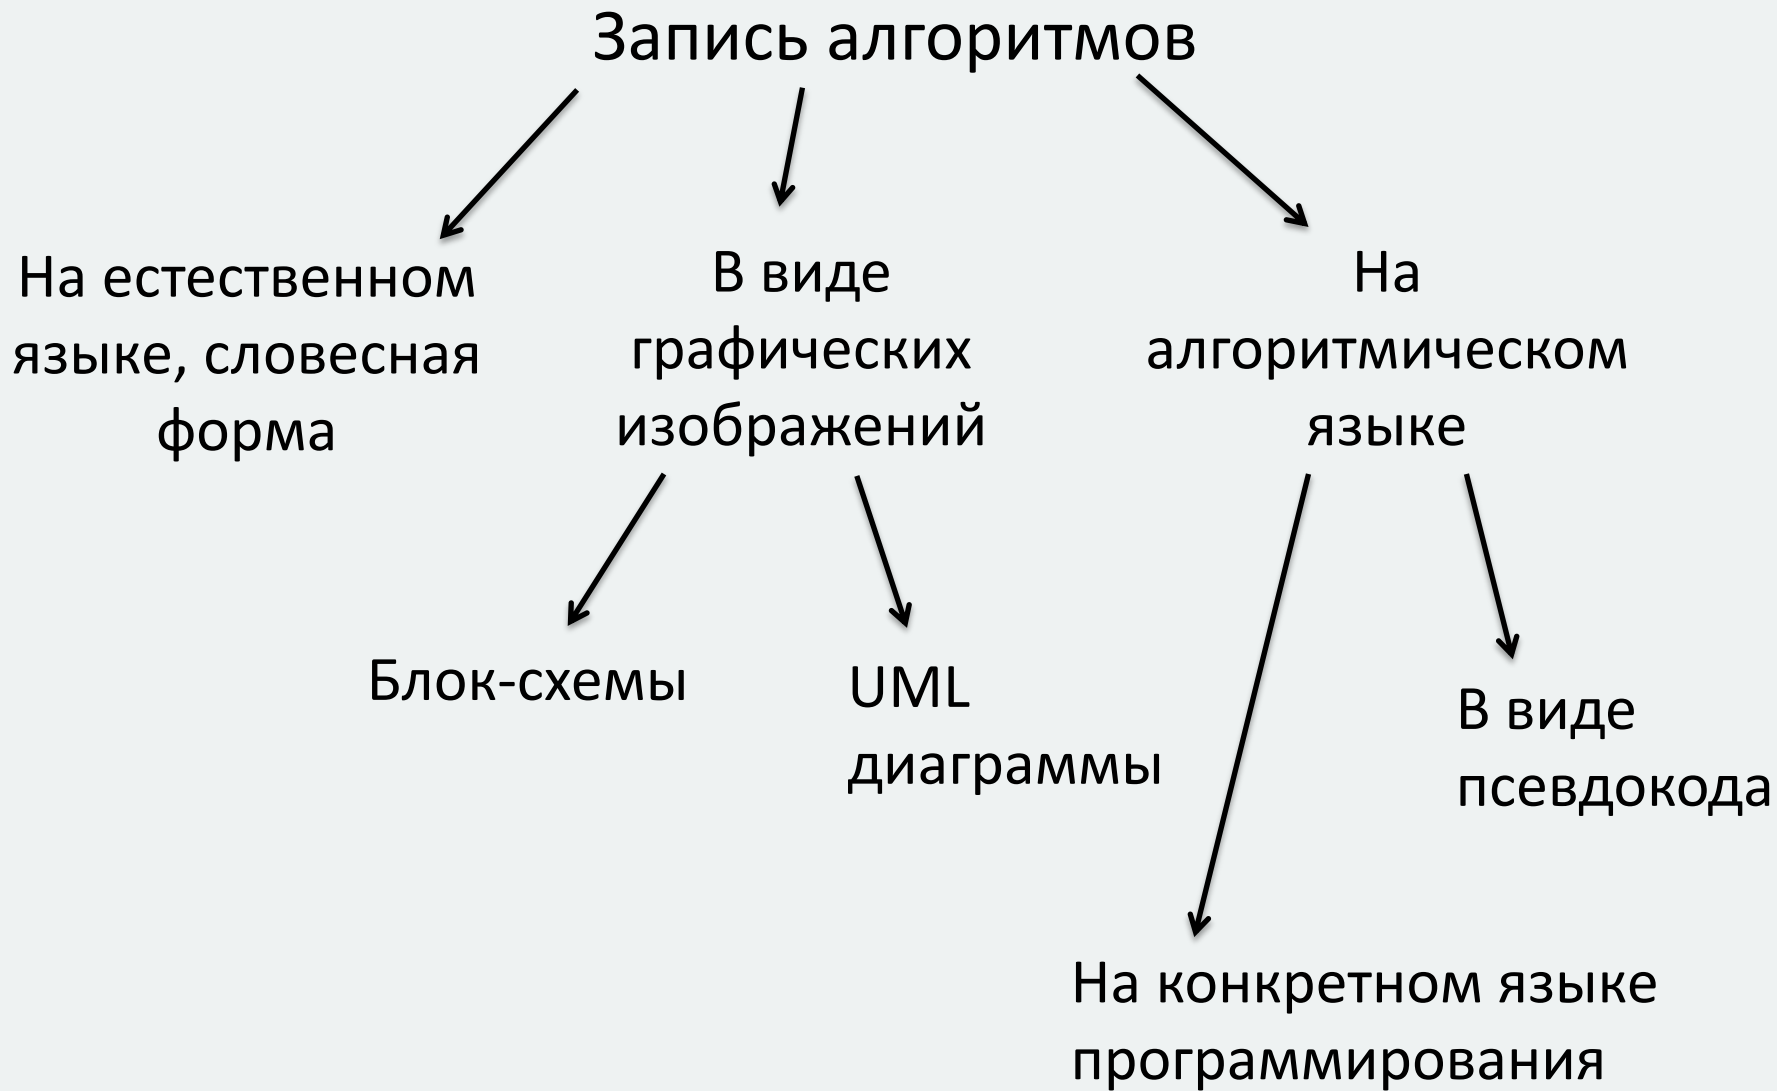 Запись алгоритмов
На естественном
языке, словесная
форма
В виде
графических
изображений
На
алгоритмическом
языке
Блок-схемы
UML
диаграммы
В виде
псевдокода
На конкретном языке
программирования